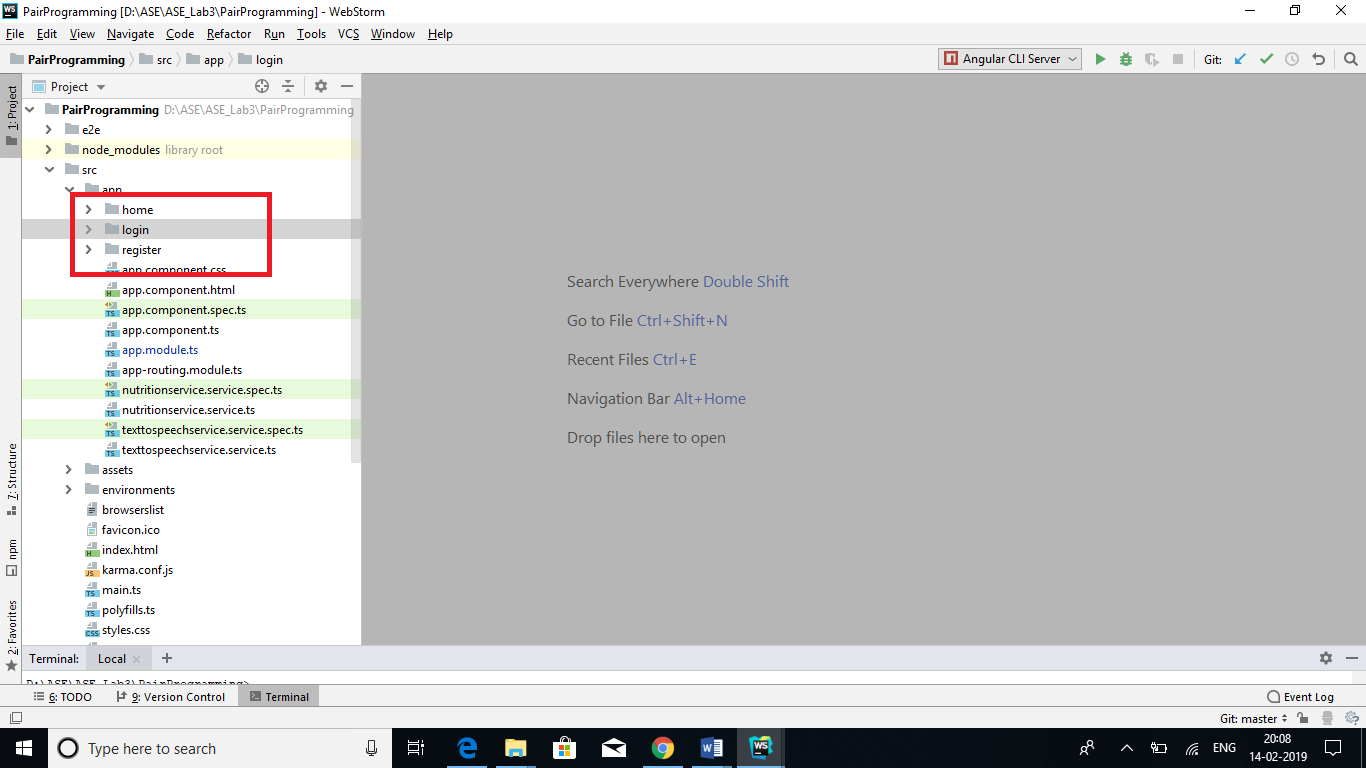 PairProgramming [D:\ASE\ASE_Lab3\PairProgramming] - WebStorm
File Edit View Navigate Code Refactor Run Tools VCS Window Help
PairProgramming src app login
Angular CLI Server
Git:
1: Project
Project
PairProgramming D:\ASE\ASE_Lab3\PairProgramming
e2e
node_modules library root
src
app
home
login
register
app.component.css
app.component.html
app.component.spec.ts
app.component.ts
app.module.ts
app-routing.module.ts
nutritionservice.service.spec.ts
nutritionservice.service.ts
texttospeechservice.service.spec.ts
texttospeechservice.service.ts
assets
environments
browserslist
favicon.ico
index.html
karma.conf.js
main.ts
polyfills.ts
styles.css
7: Structure
npm
2: Favorites
Search Everywhere Double Shift
Go to File Ctrl+Shift+N
Recent Files Ctrl+E
Navigation Bar Alt+Home
Drop files here to open
Terminal: Local
D:\ASE\ASE_Lab3\PairProgramming>
6: TODO 9: Version Control Terminal Event Log
Git: master
Type here to search
ENG
20:08
14-02-2019